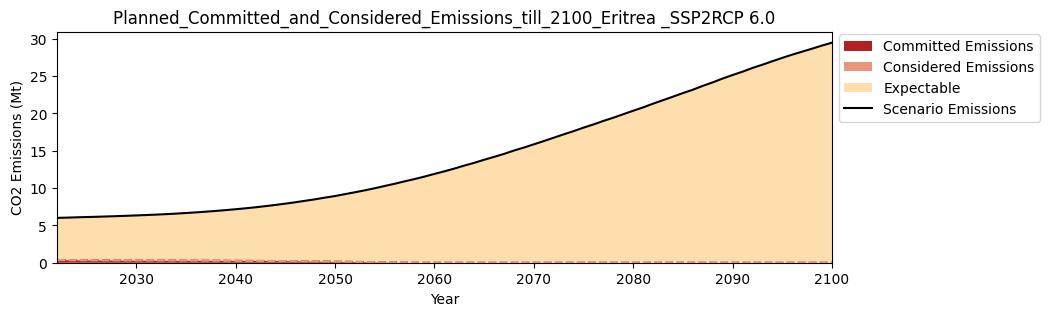 Planned_Committed_and_Considered_Emissions_till_2100_Eritrea _SSP2RCP 6.0
CO2 Emissions (Mt)
30
25
20
15
10
5
0
2030 2040 2050 2060 2070 2080 2090 2100
Year
Committed Emissions
Considered Emissions
Expectable
Scenario Emissions